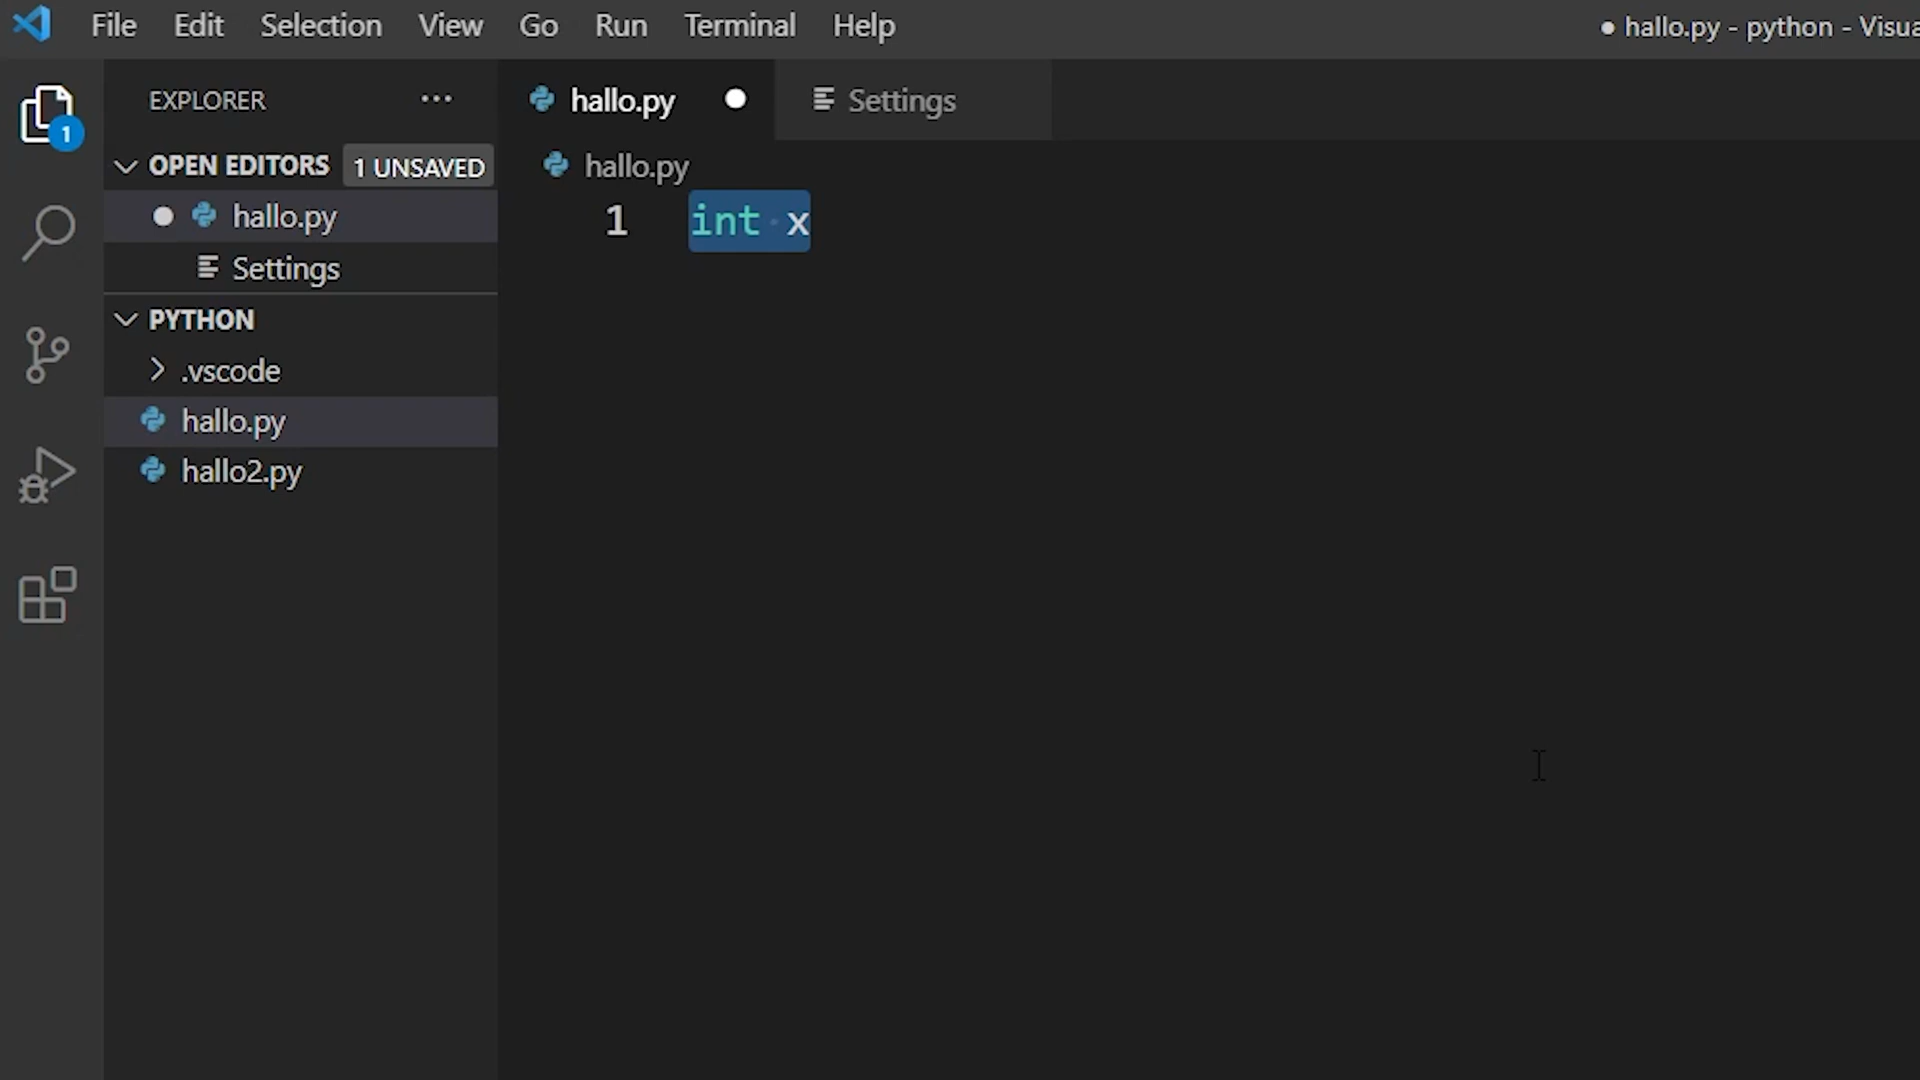 File Edit Selection View Go Run Terminal Help
● hallo.py - python - Visua
EXPLORER ...
1
OPEN EDITORS 1 UNSAVED
hallo.py
Settings
PYTHON
.vscode
hallo.py
hallo2.py
hallo.py Settings
hallo.py
1 int x